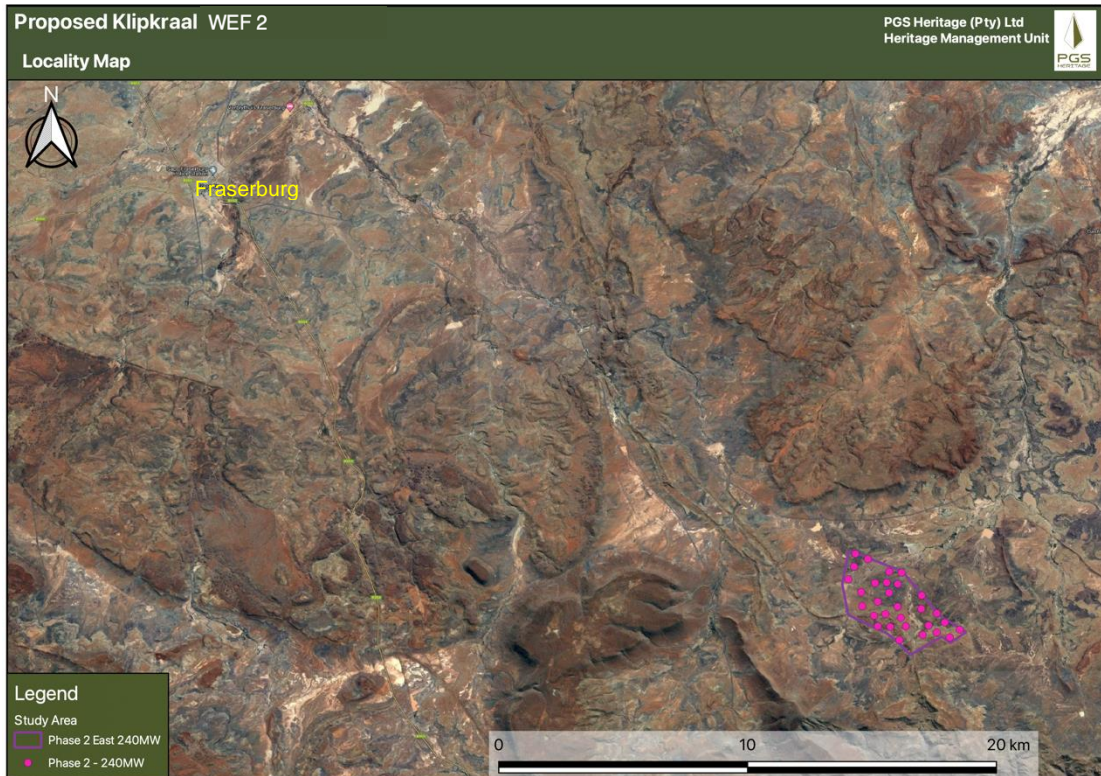 Proposed Klipkraal WEF 2
PGS Heritage (Pty) Ltd
Heritage Management Unit
PGS
HERITAGE
Locality Map
N
Fraserburg
Legend
Study Area
Phase 2 East 240MW
Phase 2 - 240MW
0 10 20 km